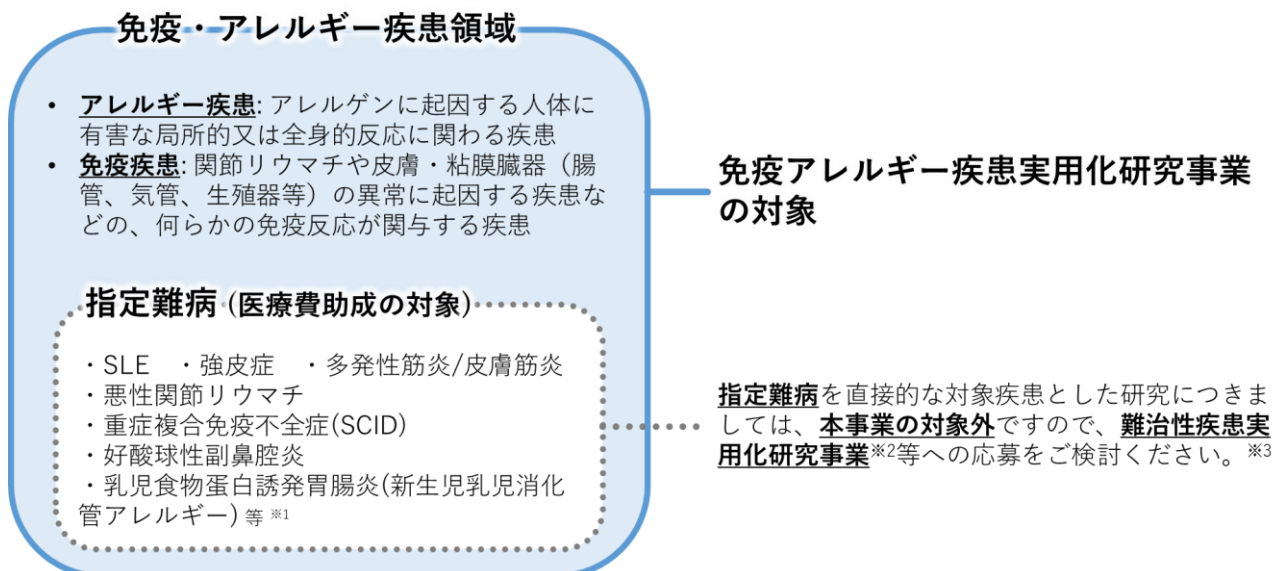 免疫・アレルギー疾患領域
• アレルギー疾患: アレルゲンに起因する人体に
有害な局所的又は全身的反応に関わる疾患
• 免疫疾患: 関節リウマチや皮膚・粘膜臓器（腸
管、気管、生殖器等）の異常に起因する疾患な
どの、何らかの免疫反応が関与する疾患
免疫アレルギー疾患実用化研究事業
の対象
指定難病 (医療費助成の対象)
・SLE ・強皮症 ・多発性筋炎/皮膚筋炎
・悪性関節リウマチ
・重症複合免疫不全症(SCID)
・好酸球性副鼻腔炎
・乳児食物蛋白誘発胃腸炎(新生児乳児消化
管アレルギー) 等 ※1
指定難病を直接的な対象疾患とした研究につきま
しては、本事業の対象外ですので、難治性疾患実
用化研究事業※2等への応募をご検討ください。※3